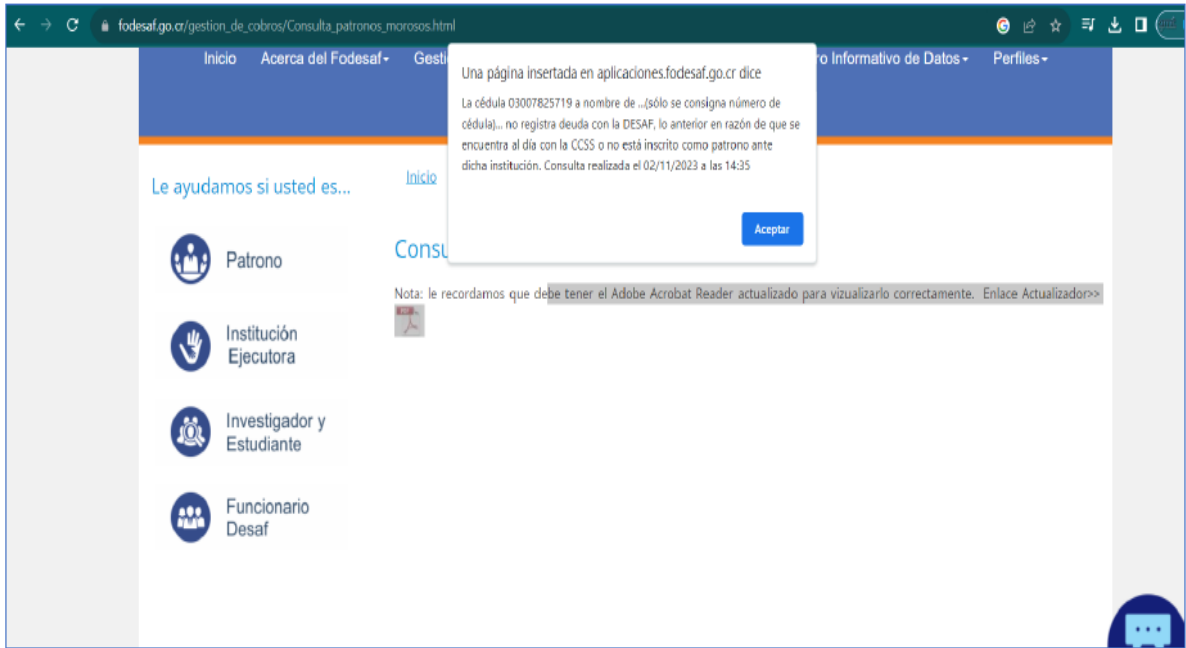 fodesaf.go.cr/gestion_de_cobros/Consulta_patronos_morosos.html
Inicio Acerca del Fodesaf Gesti
ro Informativo de Datos Perfiles
Una página insertada en aplicaciones.fodesaf.go.cr dice
La cédula 03007825719 a nombre de ...(sólo se consigna número de
cédula)... no registra deuda con la DESAF, lo anterior en razón de que se
encuentra al día con la CCSS o no está inscrito como patrono ante
dicha institución. Consulta realizada el 02/11/2023 a las 14:35
Aceptar
Le ayudamos si usted es...
Patrono
Institución
Ejecutora
Investigador y
Estudiante
Funcionario
Desaf
Inicio
Consu
Nota: le recordamos que debe tener el Adobe Acrobat Reader actualizado para vizualizarlo correctamente. Enlace Actualizador>>
PDF